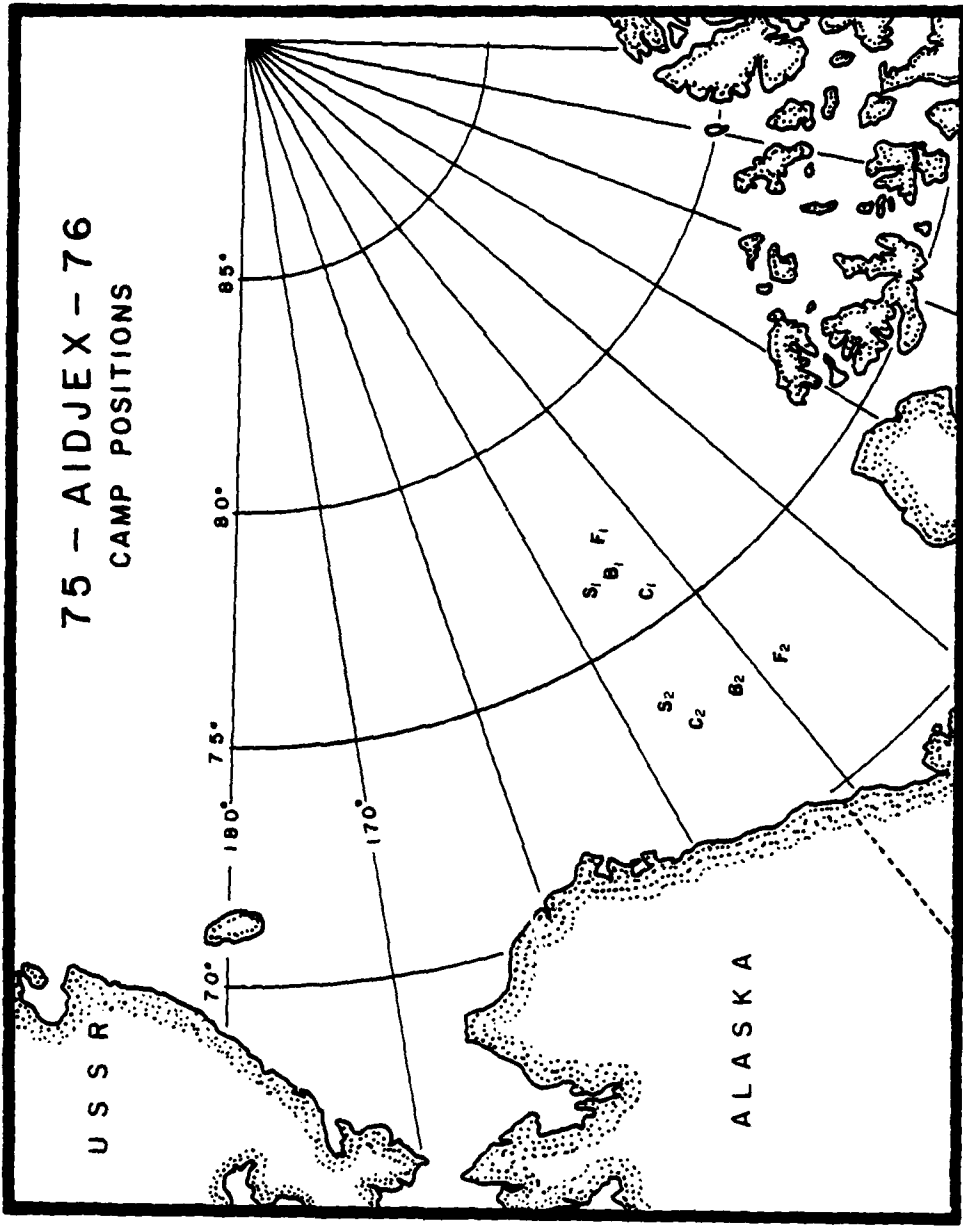 75 - AIDJEX - 76
CAMP POSITIONS
85°
80°
75°
70°
180°
170°
USSR
ALASKA
S1
B1
F1
C1
S2
C2
B2
F2